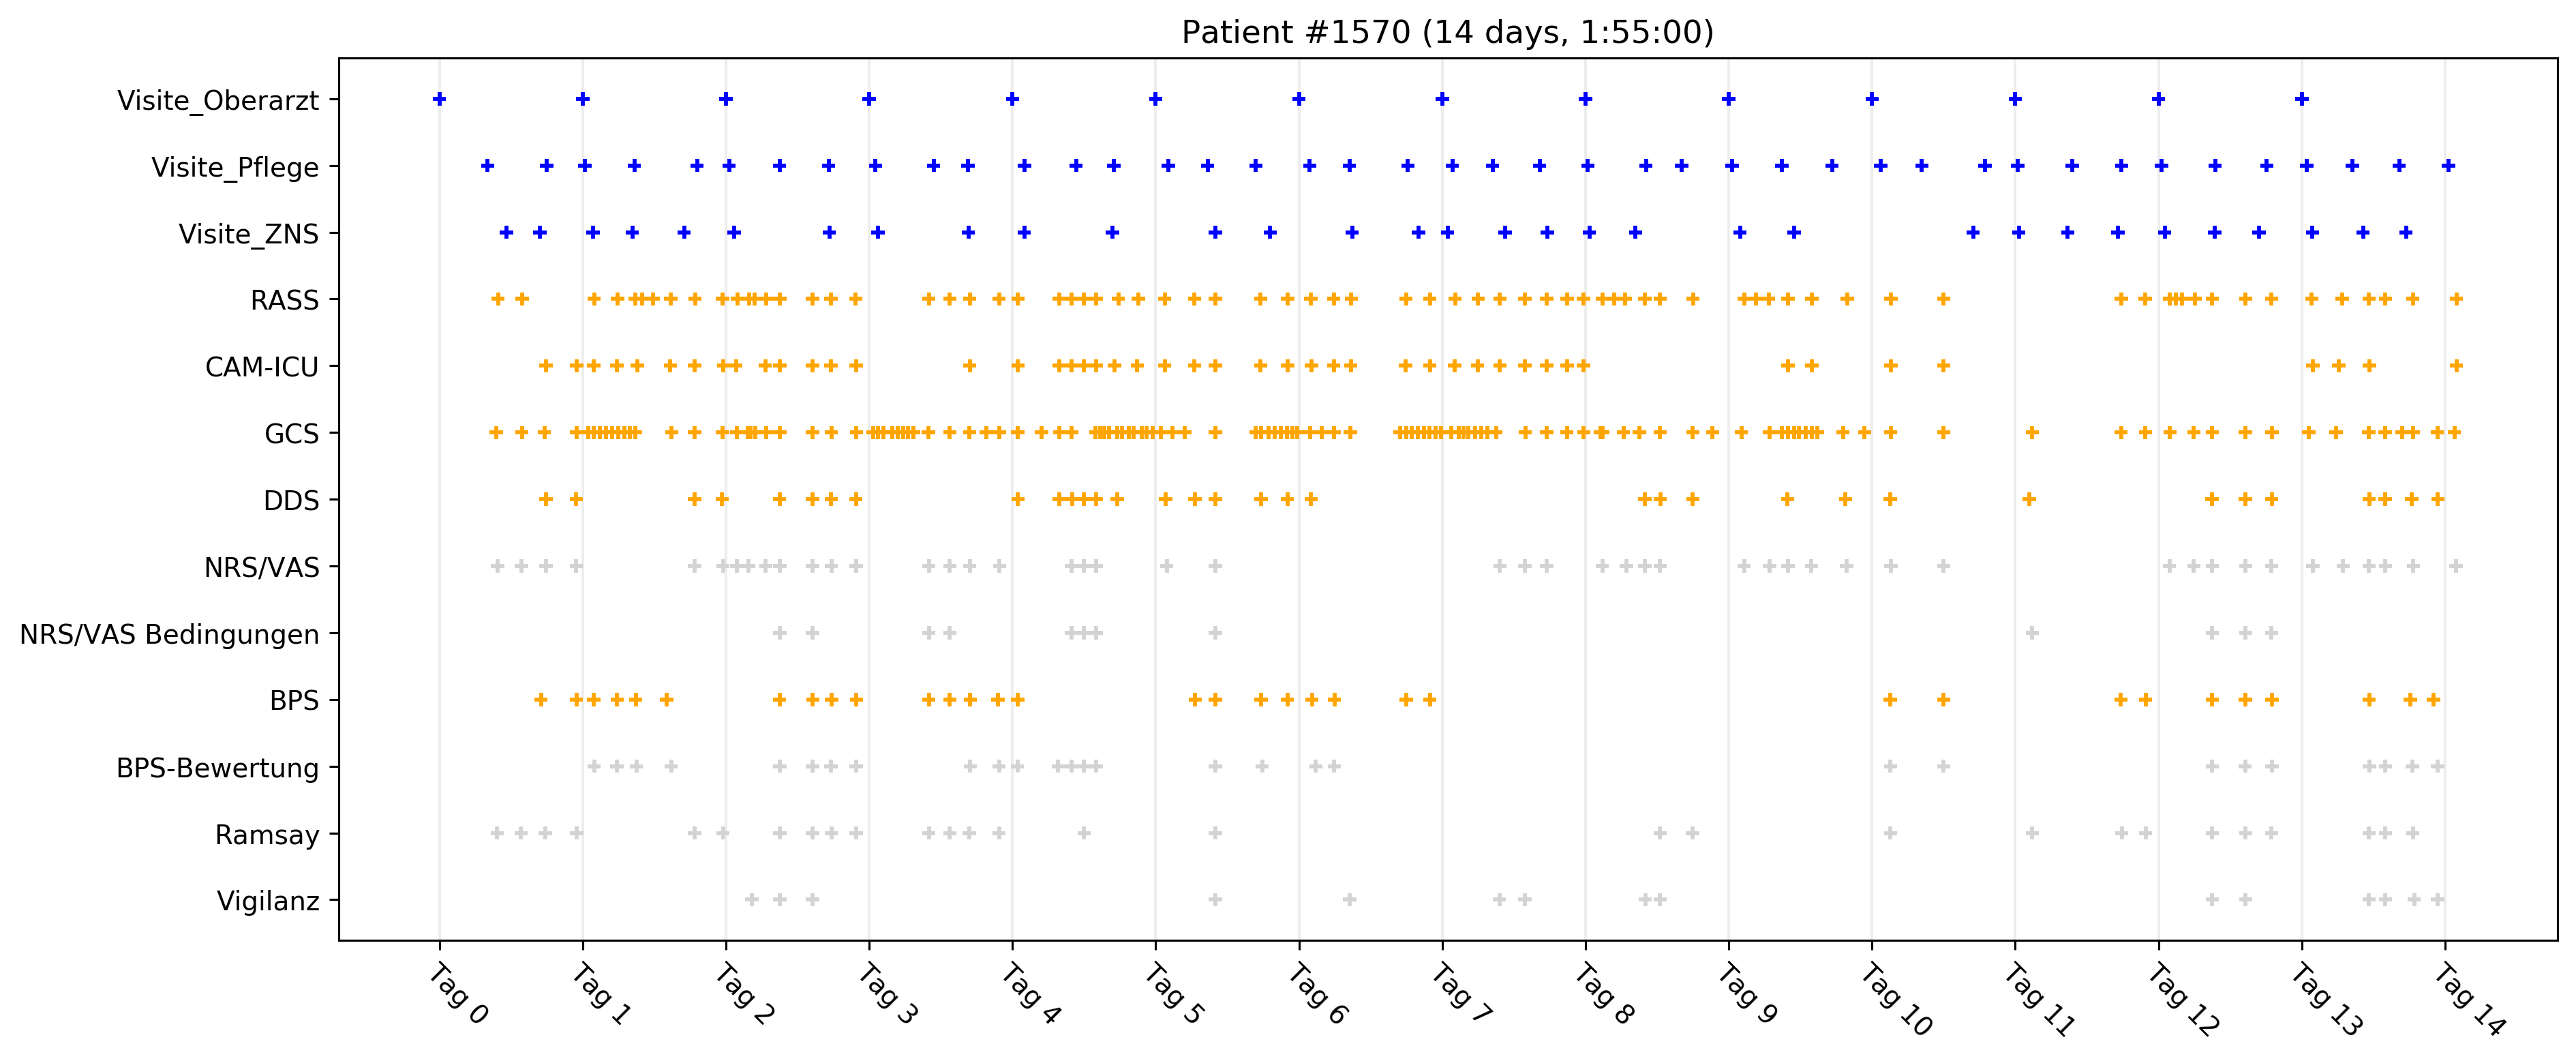 Patient #1570 (14 days, 1:55:00)
Visite_Oberarzt
Visite_Pflege
Visite_ZNS
RASS
CAM-ICU
GCS
DDS
NRS/VAS
NRS/VAS Bedingungen
BPS
BPS-Bewertung
Ramsay
Vigilanz
Tag 0
Tag 1
Tag 2
Tag 3
Tag 4
Tag 5
Tag 6
Tag 7
Tag 8
Tag 9
Tag 10
Tag 11
Tag 12
Tag 13
Tag 14